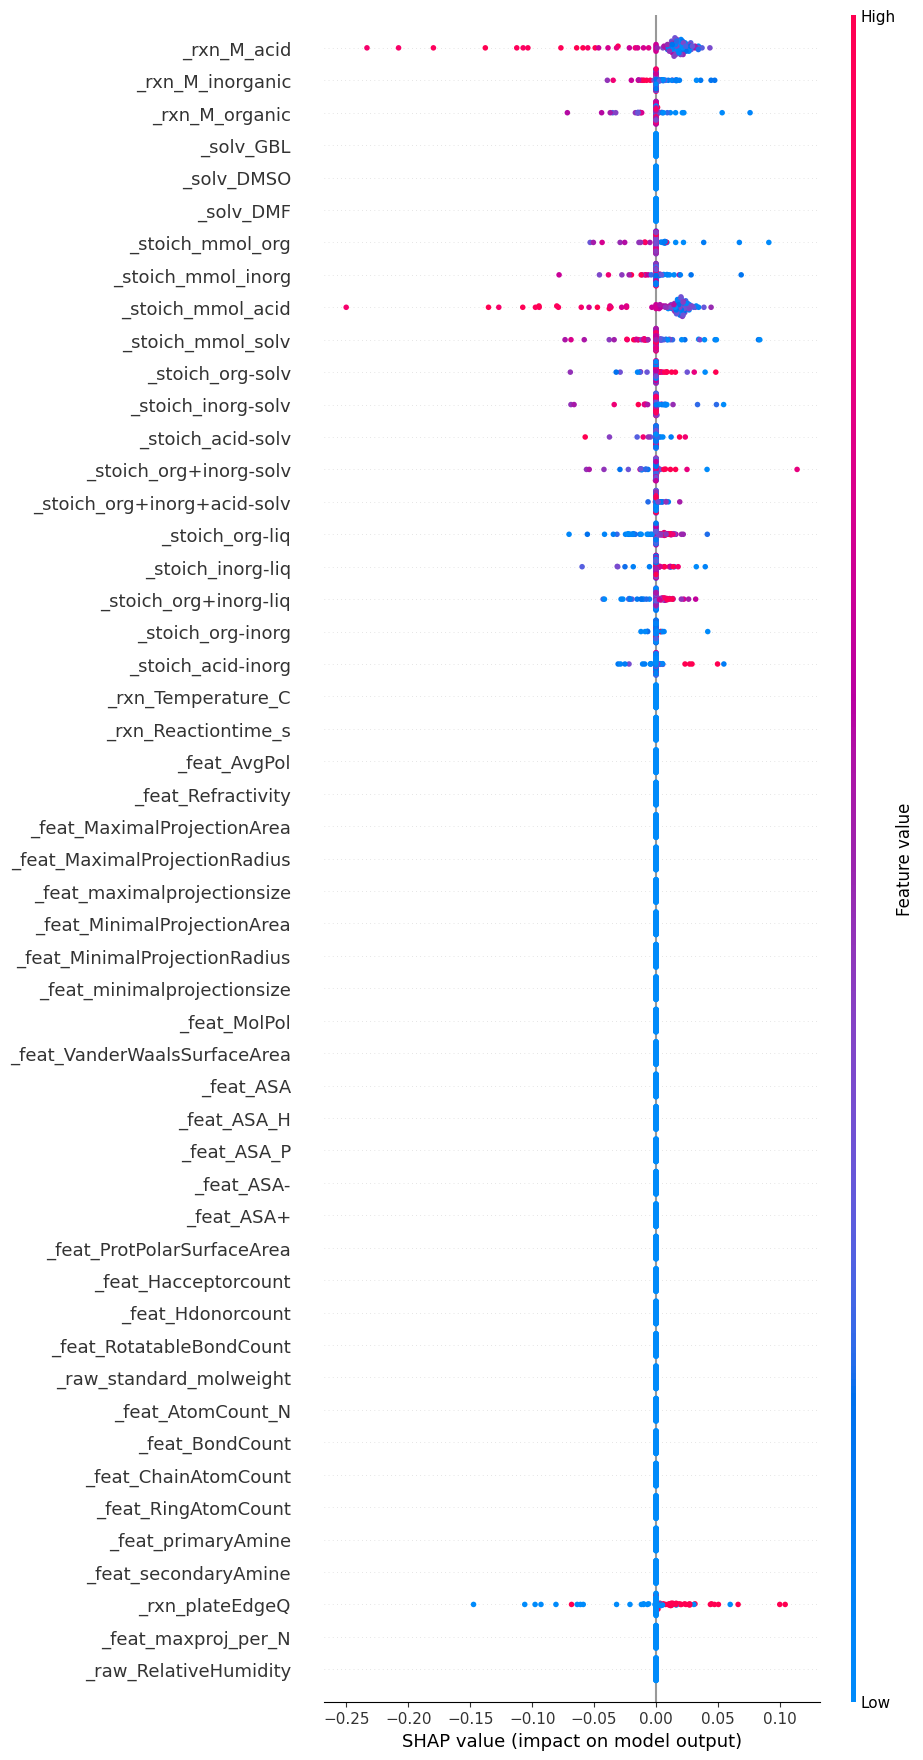 High
_rxn_M_acid
_rxn_M_inorganic
_rxn_M_organic
_solv_GBL
_solv_DMSO
_solv_DMF
_stoich_mmol_org
_stoich_mmol_inorg
_stoich_mmol_acid
_stoich_mmol_solv
_stoich_org-solv
_stoich_inorg-solv
_stoich_acid-solv
_stoich_org+inorg-solv
_stoich_org+inorg+acid-solv
_stoich_org-liq
_stoich_inorg-liq
_stoich_org+inorg-liq
_stoich_org-inorg
_stoich_acid-inorg
_rxn_Temperature_C
_rxn_Reactiontime_s
_feat_AvgPol
_feat_Refractivity
_feat_MaximalProjectionArea
_feat_MaximalProjectionRadius
_feat_maximalprojectionsize
_feat_MinimalProjectionArea
_feat_MinimalProjectionRadius
_feat_minimalprojectionsize
_feat_MolPol
_feat_VanderWaalsSurfaceArea
_feat_ASA
_feat_ASA_H
_feat_ASA_P
_feat_ASA-
_feat_ASA+
_feat_ProtPolarSurfaceArea
_feat_Hacceptorcount
_feat_Hdonorcount
_feat_RotatableBondCount
_raw_standard_molweight
_feat_AtomCount_N
_feat_BondCount
_feat_ChainAtomCount
_feat_RingAtomCount
_feat_primaryAmine
_feat_secondaryAmine
_rxn_plateEdgeQ
_feat_maxproj_per_N
_raw_RelativeHumidity
Feature value
Low
−0.25 −0.20 −0.15 −0.10 −0.05 0.00 0.05 0.10
SHAP value (impact on model output)